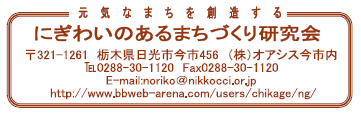 元気なまちを創造する
にぎわいのあるまちづくり研究会
〒321-1261 栃木県日光市今市456 (株)オアシス今市内
℡0288-30-1120 Fax0288-30-1120
E-mail:noriko@nikkocci.or.jp
http://www.bbweb-arena.com/users/chikage/ng/